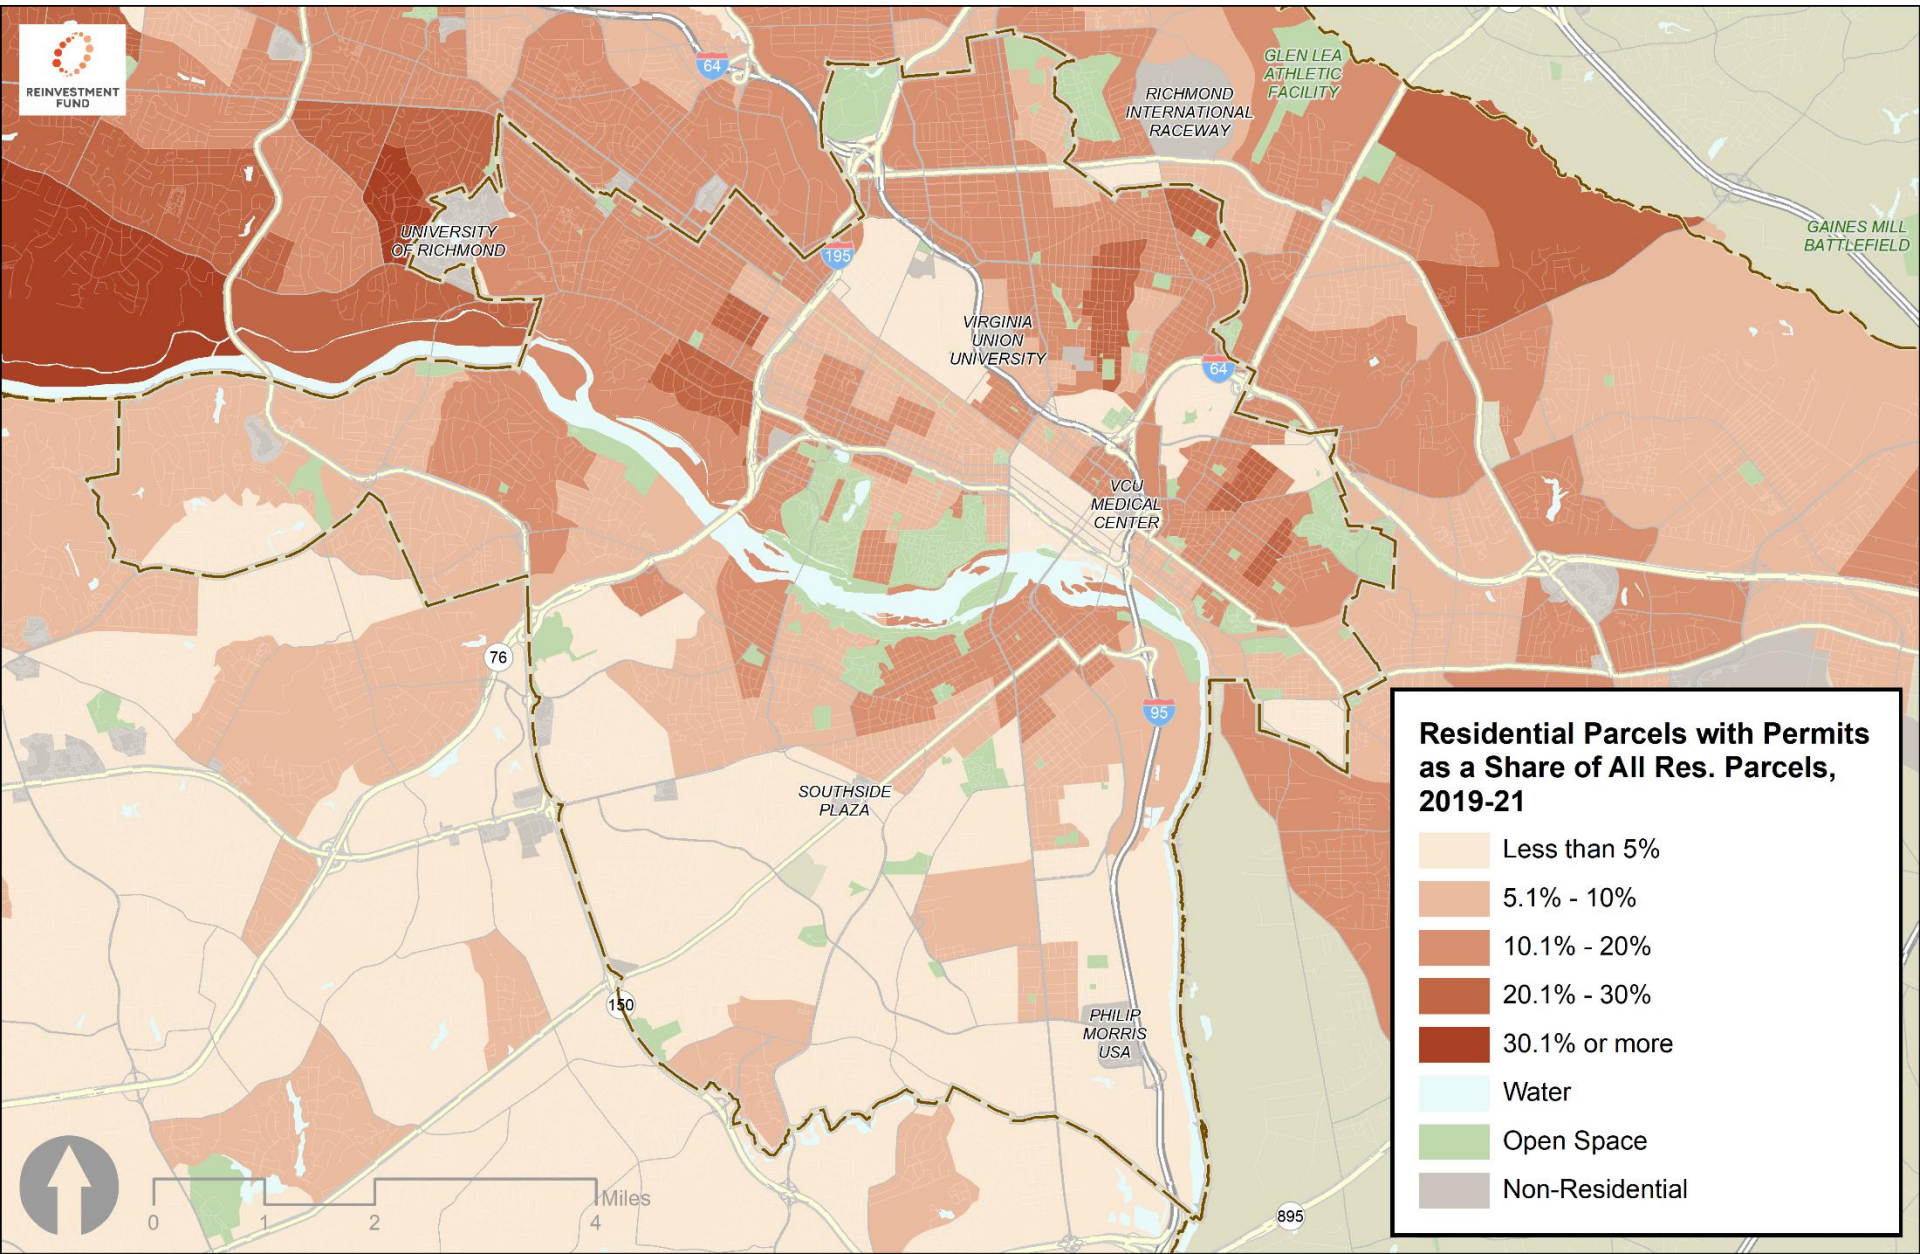 REINVESTMENT
FUND
64
GLEN LEA
ATHLETIC
FACILITY
RICHMOND
INTERNATIONAL
RACEWAY
UNIVERSITY
OF RICHMOND
GAINES MILL
BATTLEFIELD
195
VIRGINIA
UNION
UNIVERSITY
64
VCU
MEDICAL
CENTER
76
95
SOUTHSIDE
PLAZA
150
PHILIP
MORRIS
USA
895
Residential Parcels with Permits
as a Share of All Res. Parcels,
2019-21
Less than 5%
5.1% - 10%
10.1% - 20%
20.1% - 30%
30.1% or more
Water
Open Space
Non-Residential
Miles
0 1 2 4